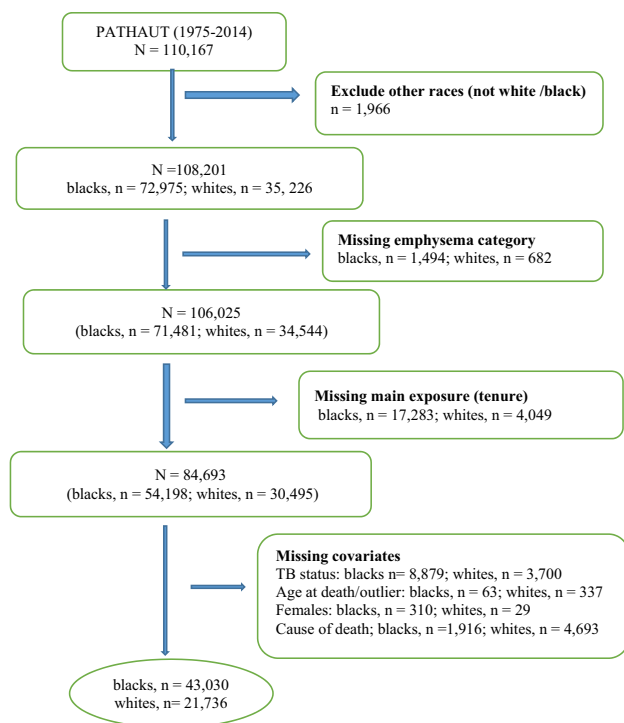 PATHAUT (1975-2014)
N = 110,167
Exclude other races (not white /black)
n = 1,966
N =108,201
blacks, n = 72,975; whites, n = 35, 226
Missing emphysema category
blacks, n = 1,494; whites, n = 682
N = 106,025
(blacks, n = 71,481; whites, n = 34,544)
Missing main exposure (tenure)
blacks, n = 17,283; whites, n = 4,049
N = 84,693
(blacks, n = 54,198; whites, n = 30,495)
Missing covariates
TB status: blacks n= 8,879; whites, n = 3,700
Age at death/outlier: blacks, n = 63; whites, n = 337
Females: blacks, n = 310; whites, n = 29
Cause of death; blacks, n =1,916; whites, n = 4,693
blacks, n = 43,030
whites, n= 21,736